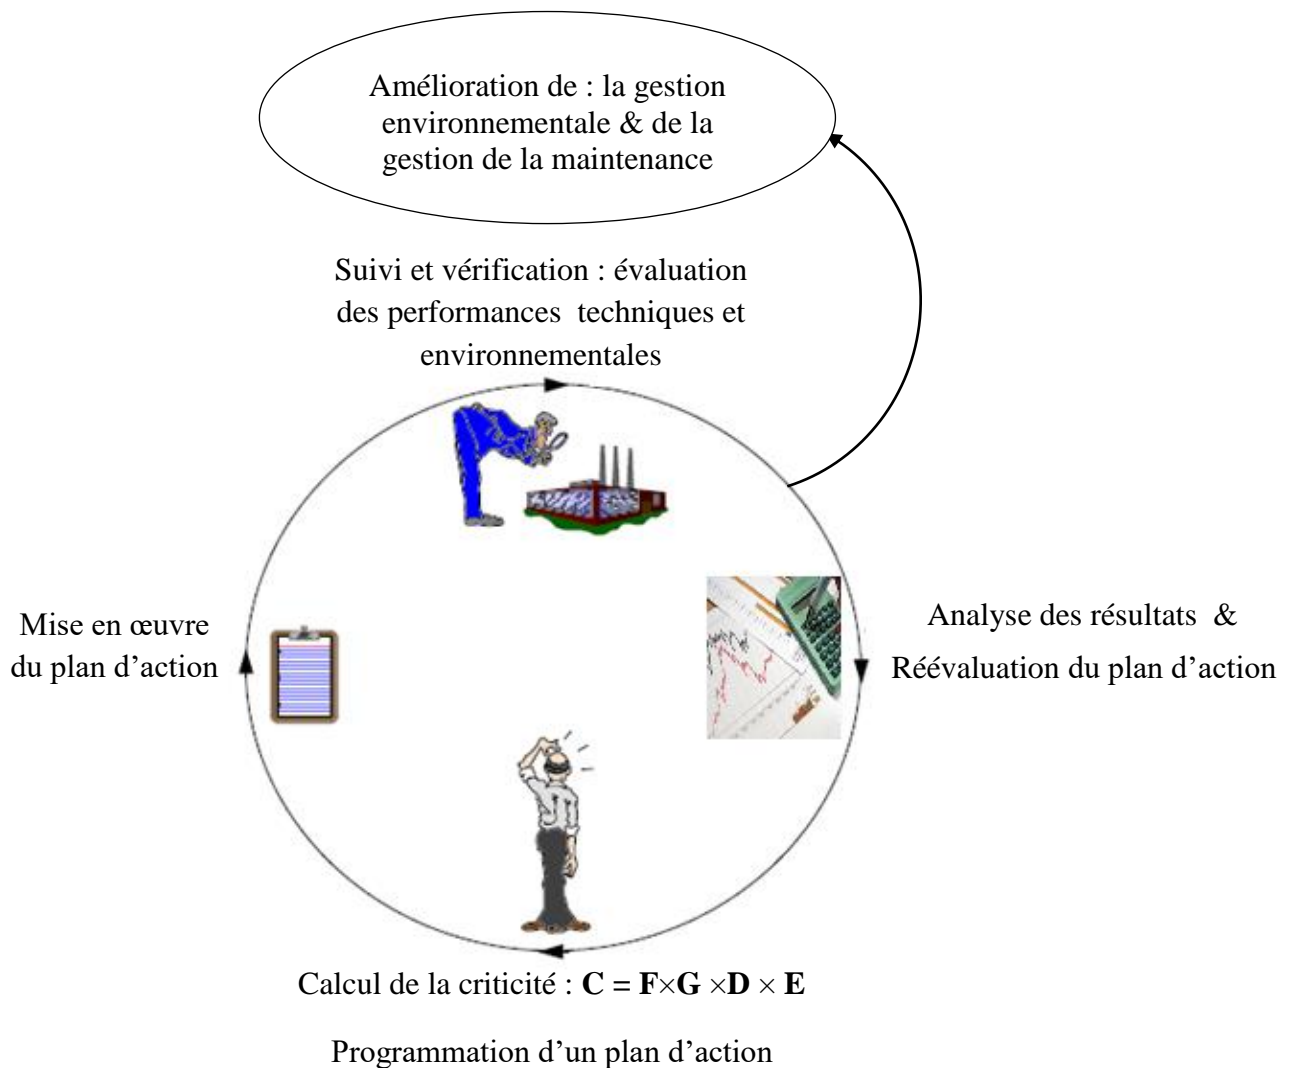 Amélioration de : la gestion
environnementale & de la
gestion de la maintenance
Suivi et vérification : évaluation
des performances techniques et
environnementales
Mise en œuvre
du plan d’action
Analyse des résultats &
Réévaluation du plan d’action
Calcul de la criticité : C = F×G ×D × E
Programmation d’un plan d’action